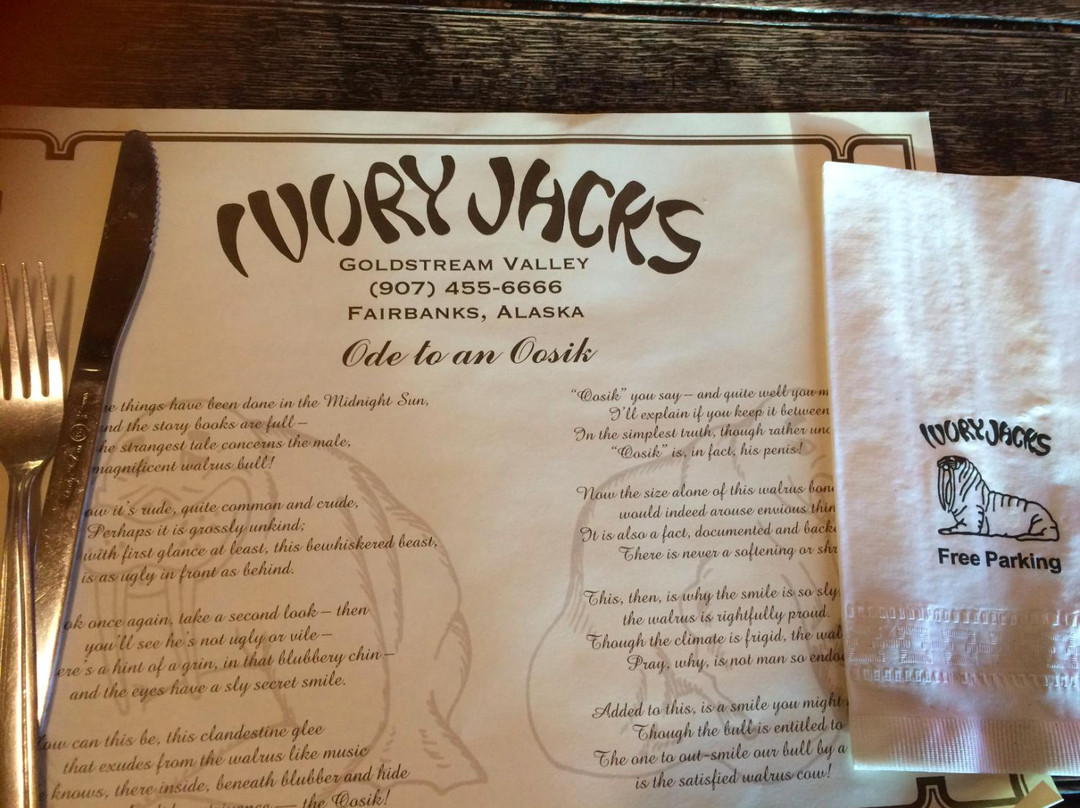 IVORY JACKS
GOLDSTREAM VALLEY
(907) 455-6666
FAIRBANKS, ALASKA
Ode to an Oosik
things have been done in the Midnight Sun,
and the story books are full —
strangest tale concerns the male,
magnificent walrus bull!
it's rude, quite common and crude,
Perhaps it is grossly unkind;
with first glance at least, this bewhiskered beast,
is as ugly in front as behind.
once again, take a second look — then
you'll see he's not ugly or vile —
a hint of a grin, in that blubbery chin —
and the eyes have a sly secret smile.
How can this be, this clandestine glee
that exudes from the walrus like music
knows, there inside, beneath blubber and hide
— the Oosik!
"Oosik" you say — and quite well you
I'll explain if you keep it between
In the simplest truth, though rather
"Oosik" is, in fact, his penis!
Now the size alone of this walrus
would indeed arouse envious
It is also a fact, documented and
There is never a softening or
This, then, is why the smile is so sly,
the walrus is rightfully proud.
Though the climate is frigid, the
Pray, why, is not man so
Added to this, is a smile you might
Though the bull is entitled to
The one to out-smile our bull by a
is the satisfied walrus cow!
IVORY JACKS
Free Parking